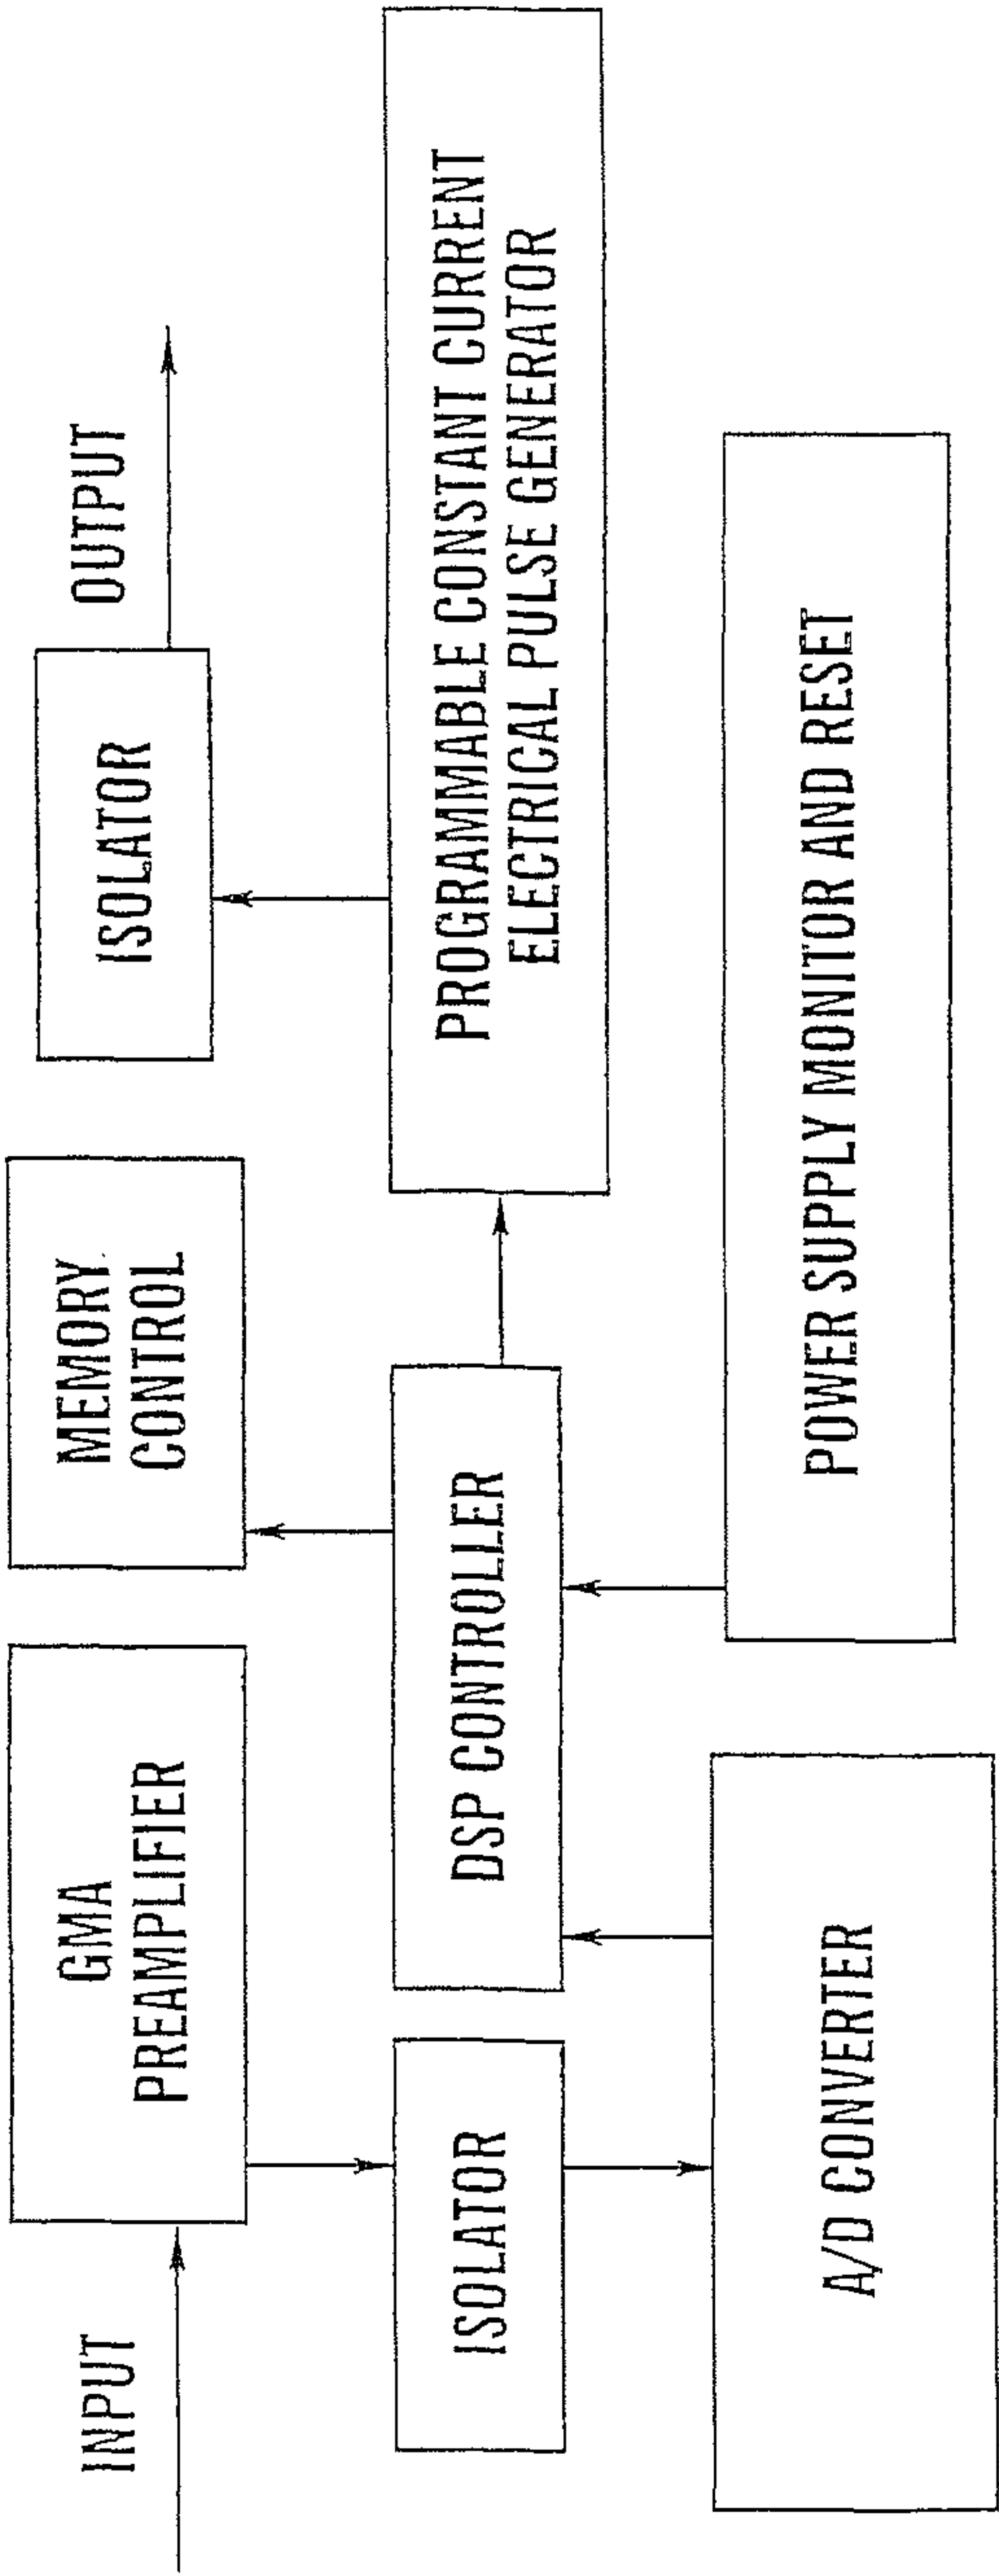 INPUT
GMA
PREAMPLIFIER
MEMORY
CONTROL
ISOLATOR
OUTPUT
ISOLATOR
DSP CONTROLLER
PROGRAMMABLE CONSTANT CURRENT
ELECTRICAL PULSE GENERATOR
A/D CONVERTER
POWER SUPPLY MONITOR AND RESET